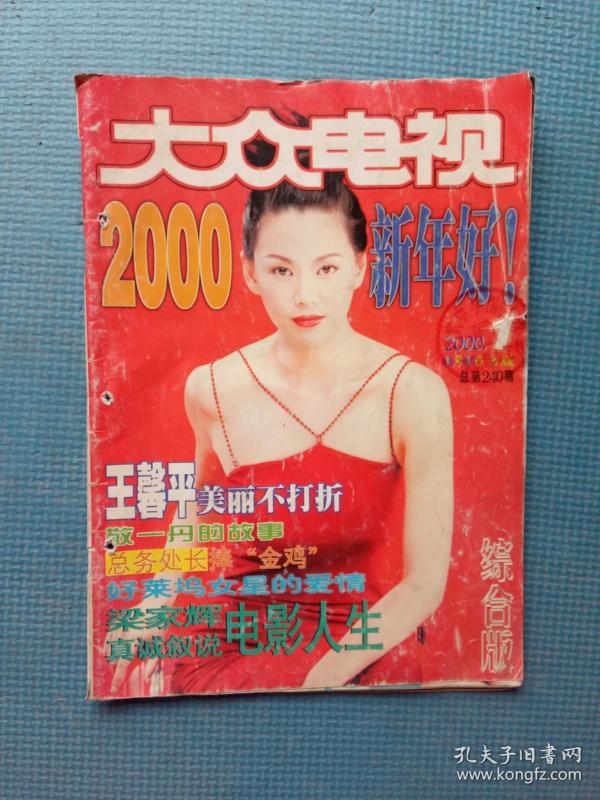 大众电视
2000
新年好!
2000.
1
总第240期
王馨平美丽不打折
敬一丹的故事
总务处长捧“金鸡”
好莱坞女星的爱情
梁家辉
真诚叙说
电影人生
综合版
孔夫子旧书网
www.kongfz.com